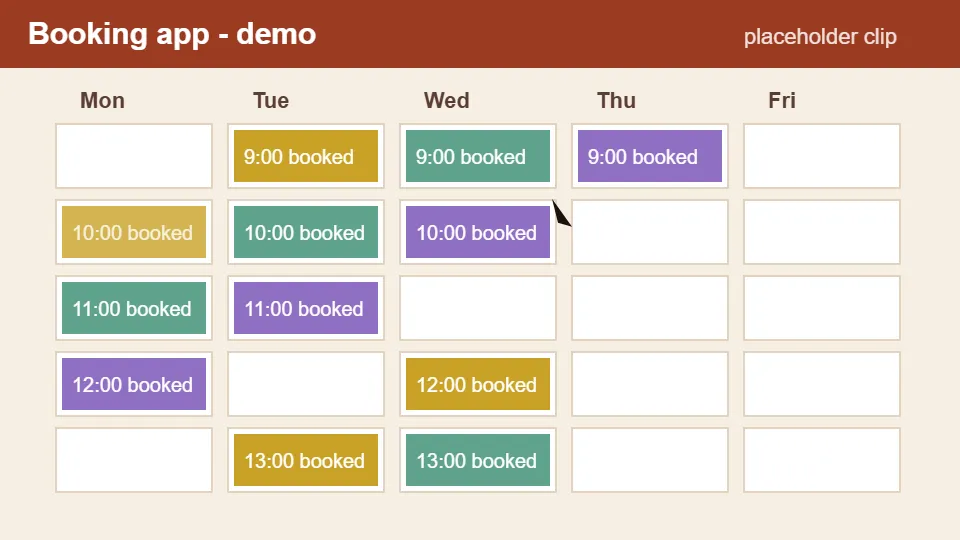 Booking app - demo
placeholder clip
Mon Tue Wed Thu Fri
9:00 booked 9:00 booked 9:00 booked
10:00 booked 10:00 booked 10:00 booked
11:00 booked 11:00 booked
12:00 booked 12:00 booked
13:00 booked 13:00 booked